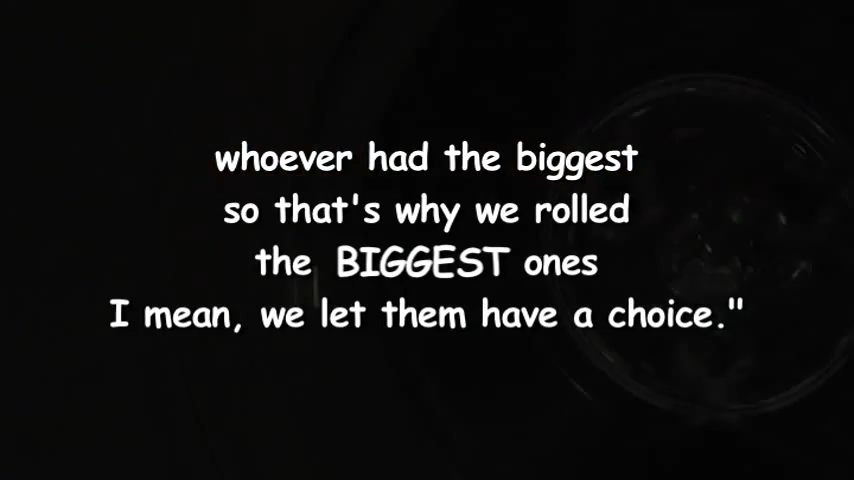 whoever had the biggest
so that's why we rolled
the BIGGEST ones
I mean, we let them have a choice."